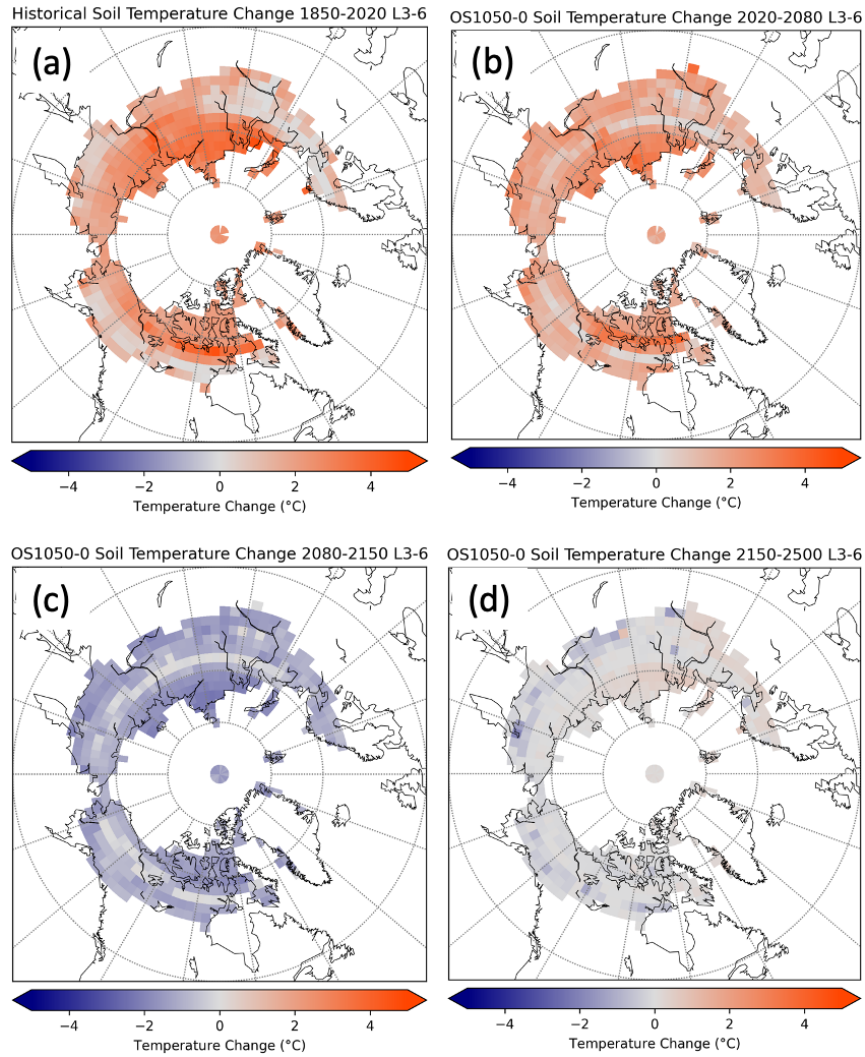 Historical Soil Temperature Change 1850-2020 L3-6
(a)
−4 −2 0 2 4
Temperature Change (°C)
OS1050-0 Soil Temperature Change 2020-2080 L3-6
(b)
−4 −2 0 2 4
Temperature Change (°C)
OS1050-0 Soil Temperature Change 2080-2150 L3-6
(c)
−4 −2 0 2 4
Temperature Change (°C)
OS1050-0 Soil Temperature Change 2150-2500 L3-6
(d)
−4 −2 0 2 4
Temperature Change (°C)